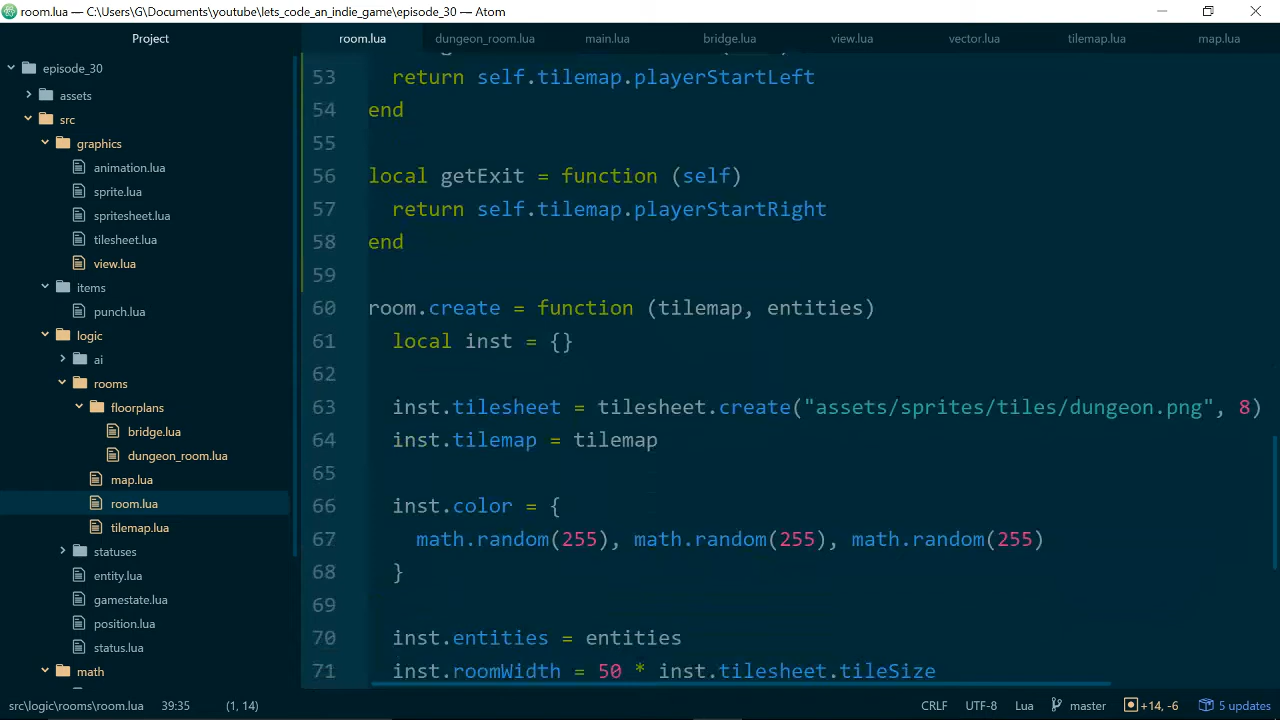 room.lua — C:\Users\G\Documents\youtube\lets_code_an_indie_game\episode_30 — Atom
Project
room.lua
dungeon_room.lua
main.lua
bridge.lua
view.lua
vector.lua
tilemap.lua
map.lua
episode_30
assets
src
graphics
animation.lua
sprite.lua
spritesheet.lua
tilesheet.lua
view.lua
items
punch.lua
logic
ai
rooms
floorplans
bridge.lua
dungeon_room.lua
map.lua
room.lua
tilemap.lua
statuses
entity.lua
gamestate.lua
position.lua
status.lua
math
53 return self.tilemap.playerStartLeft
54 end
55
56 local getExit = function (self)
57 return self.tilemap.playerStartRight
58 end
59
60 room.create = function (tilemap, entities)
61 local inst = {}
62
63 inst.tilesheet = tilesheet.create("assets/sprites/tiles/dungeon.png", 8)
64 inst.tilemap = tilemap
65
66 inst.color = {
67 math.random(255), math.random(255), math.random(255)
68 }
69
70 inst.entities = entities
71 inst.roomWidth = 50 * inst.tilesheet.tileSize
src\logic\rooms\room.lua 39:35 (1, 14) CRLF UTF-8 Lua master +14, -6 5 updates